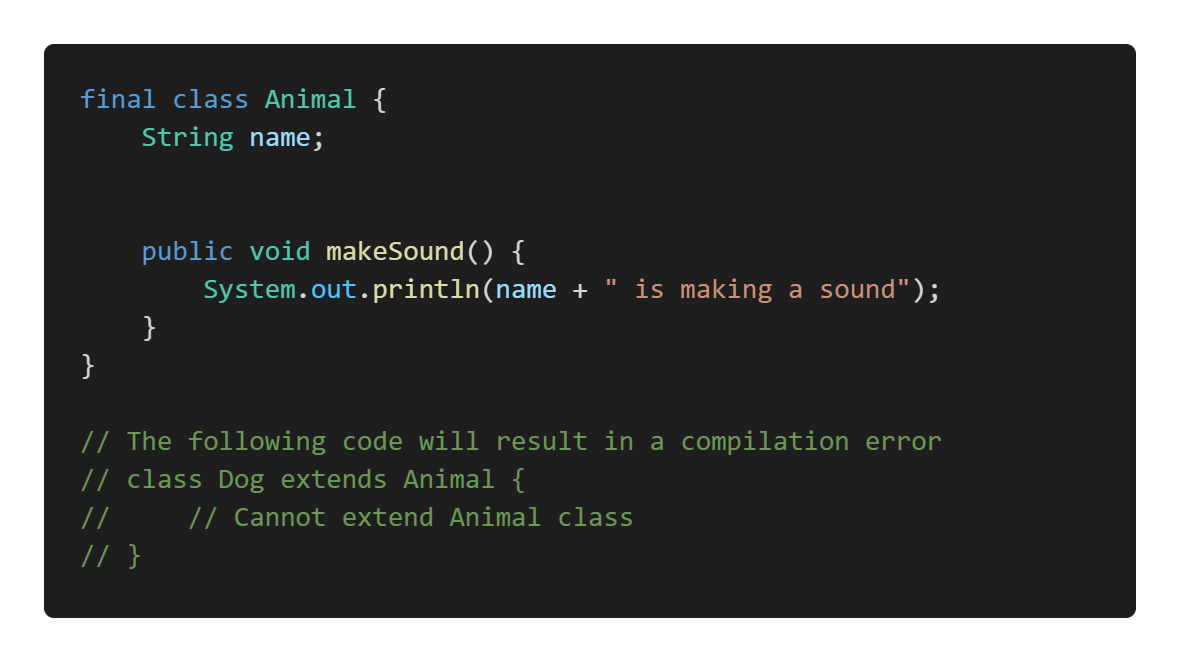 final class Animal {
    String name;
    public void makeSound() {
        System.out.println(name + " is making a sound");
    }
}
// The following code will result in a compilation error
// class Dog extends Animal {
//     // Cannot extend Animal class
// }